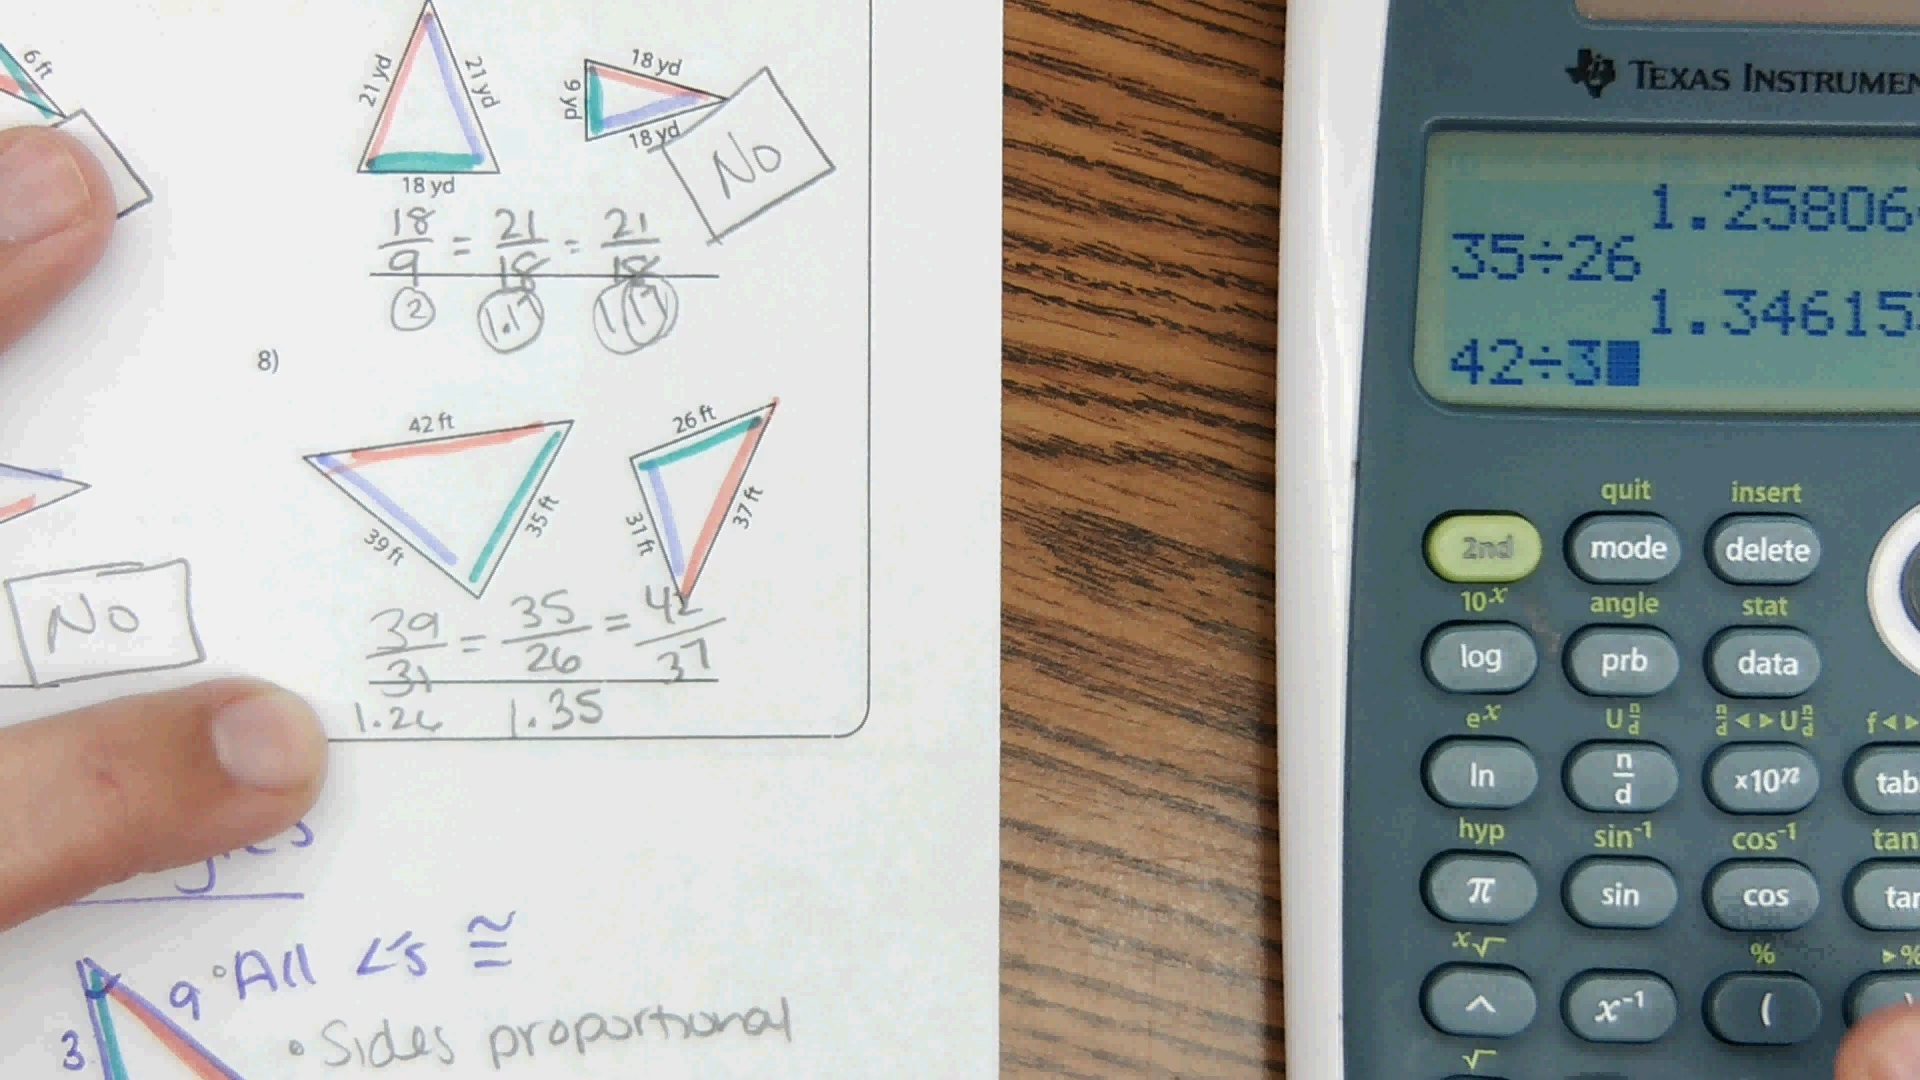 6 ft
21 yd
21 yd
18 yd
18 yd
9 yd
18 yd
No
18/9 = 21/18 = 21/18
2 1.17 1.17
8)
42 ft
39 ft
35 ft
26 ft
31 ft
37 ft
39/31 = 35/26 = 42/37
1.26 1.35
No
9 • All ∠'s ≅
3
• Sides proportional
TEXAS INSTRUMEN
1.25806
35÷26
1.34615
42÷3
quit insert
2nd mode delete
10^x angle stat
log prb data
e^x U n/d n/d ◄► U n/d f◄►
ln n/d ×10^n tab
hyp sin⁻¹ cos⁻¹ tan
π sin cos tan
x√ % ►%
^ x⁻¹ (
√